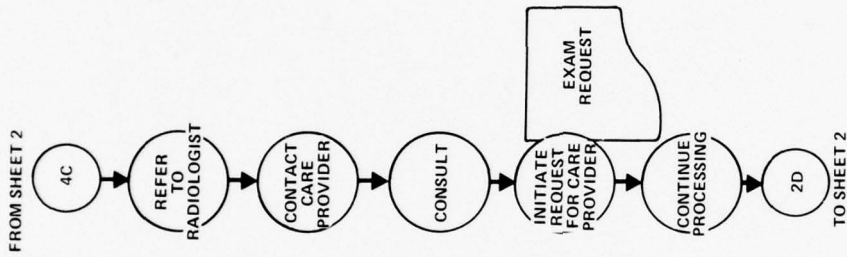 FROM SHEET 2
4C
REFER
TO
RADIOLOGIST
CONTACT
CARE
PROVIDER
CONSULT
INITIATE
REQUEST
FOR CARE
PROVIDER
EXAM
REQUEST
CONTINUE
PROCESSING
2D
TO SHEET 2